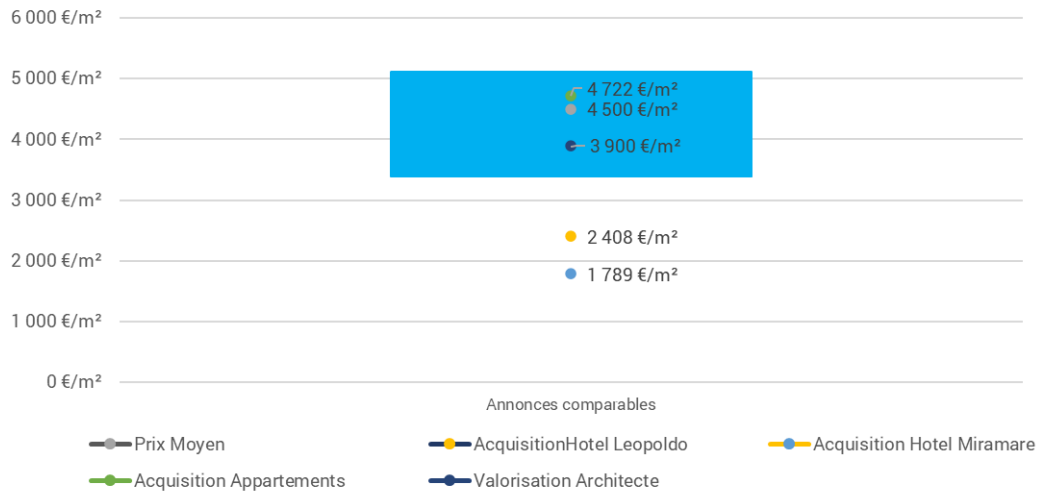 6 000 €/m²
5 000 €/m²
4 722 €/m²
4 500 €/m²
4 000 €/m²
3 900 €/m²
3 000 €/m²
2 408 €/m²
2 000 €/m²
1 789 €/m²
1 000 €/m²
0 €/m²
Annonces comparables
Prix Moyen
AcquisitionHotel Leopoldo
Acquisition Hotel Miramare
Acquisition Appartements
Valorisation Architecte